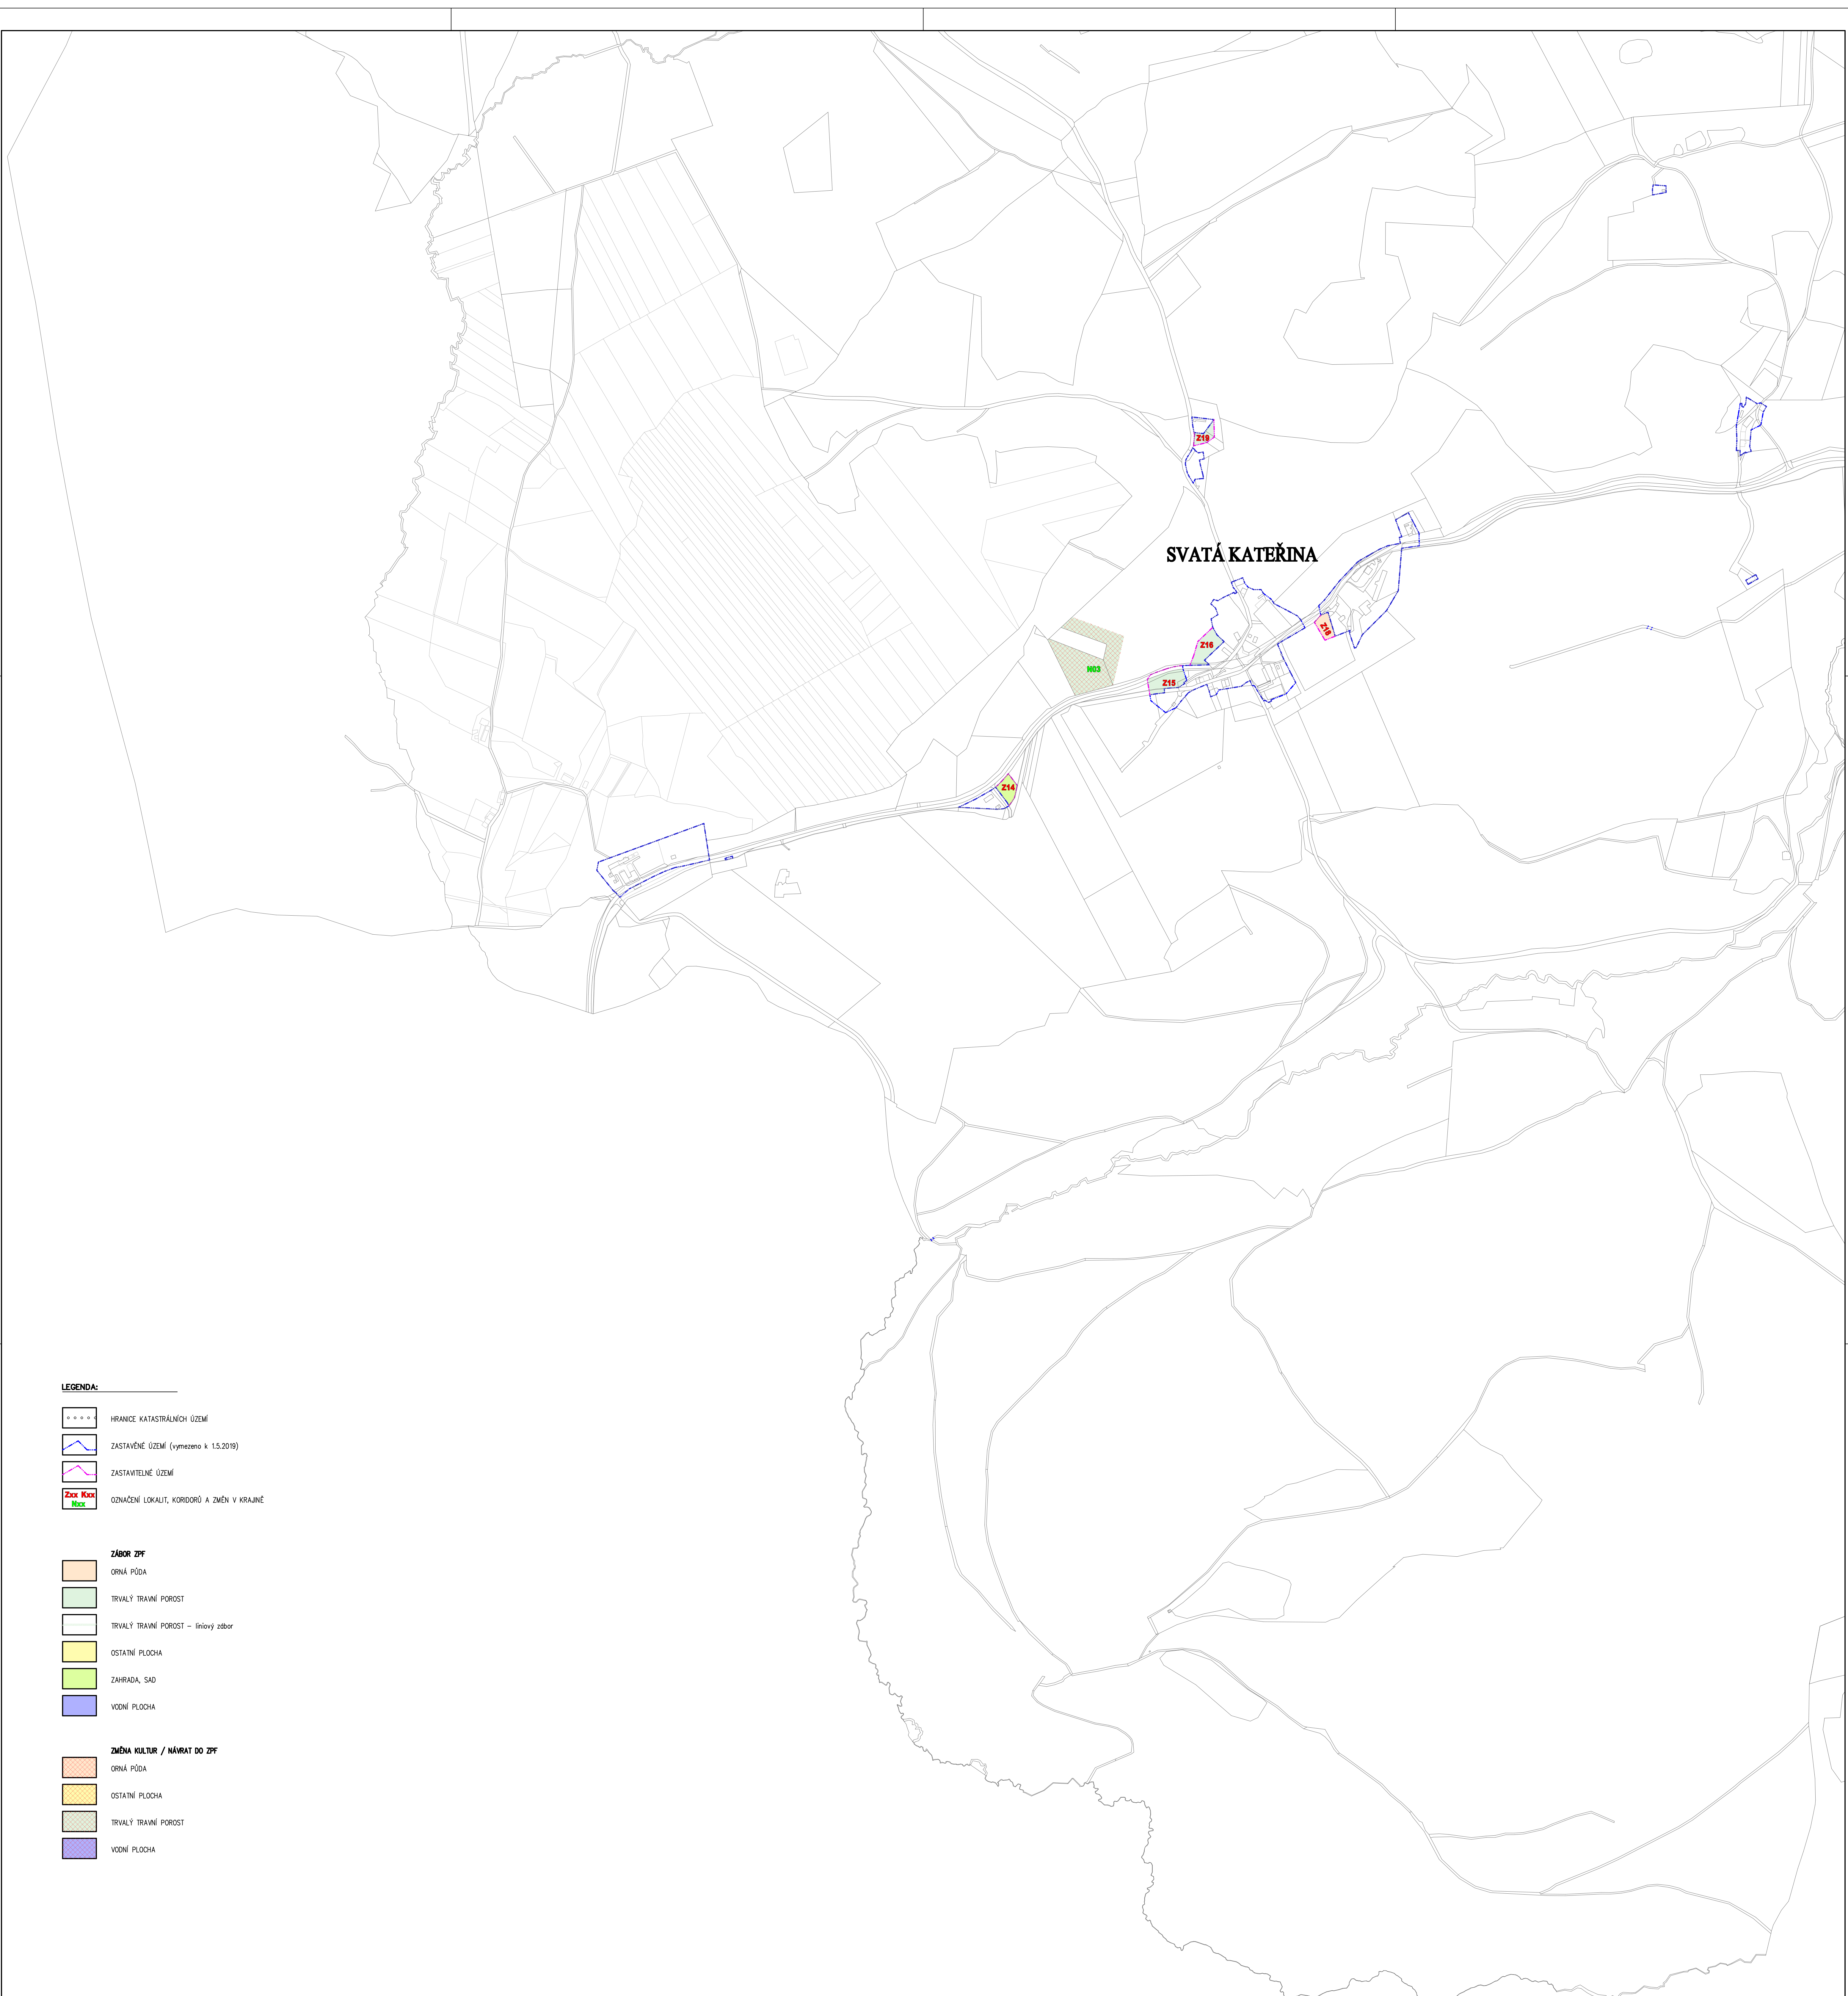 Z19
SVATÁ KATEŘINA
Z18
Z16
N03
Z15
Z14
LEGENDA:
HRANICE KATASTRÁLNÍCH ÚZEMÍ
ZASTAVĚNÉ ÚZEMÍ (vymezeno k 1.5.2019)
ZASTAVITELNÉ ÚZEMÍ
Zxx Kxx
Nxx
OZNAČENÍ LOKALIT, KORIDORŮ A ZMĚN V KRAJINĚ
ZÁBOR ZPF
ORNÁ PŮDA
TRVALÝ TRAVNÍ POROST
TRVALÝ TRAVNÍ POROST – liniový zábor
OSTATNÍ PLOCHA
ZAHRADA, SAD
VODNÍ PLOCHA
ZMĚNA KULTUR / NÁVRAT DO ZPF
ORNÁ PŮDA
OSTATNÍ PLOCHA
TRVALÝ TRAVNÍ POROST
VODNÍ PLOCHA